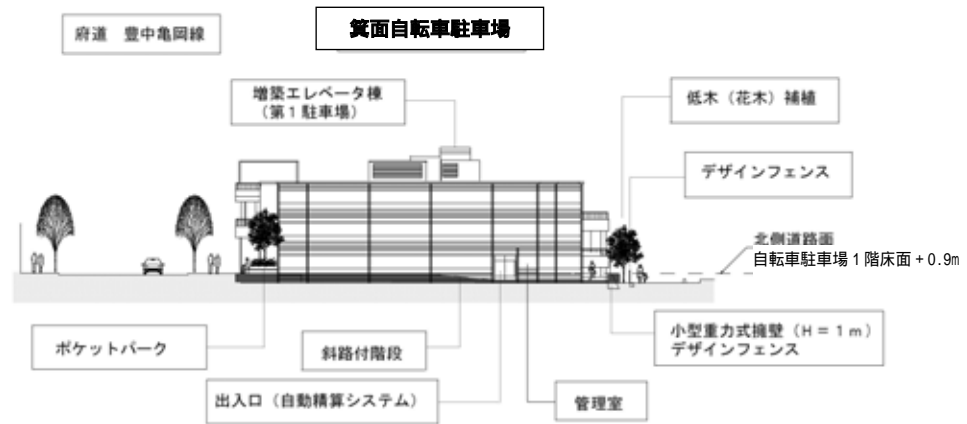 箕面自転車駐車場
府道 豊中亀岡線
増築エレベータ棟
(第1駐車場)
低木(花木)補植
デザインフェンス
北側道路面
自転車駐車場1階床面+0.9m
小型重力式擁壁(H=1m)
デザインフェンス
ポケットパーク
斜路付階段
出入口(自動精算システム)
管理室